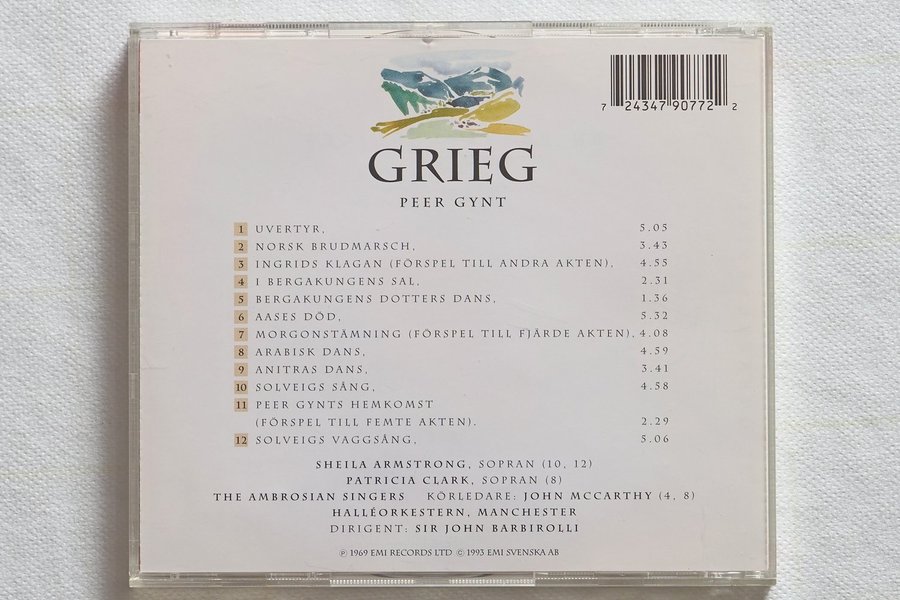 7 24347 90772 2
GRIEG
PEER GYNT
1 UVERTYR, 5.05
2 NORSK BRUDMARSCH, 3.43
3 INGRIDS KLAGAN (FÖRSPEL TILL ANDRA AKTEN), 4.55
4 I BERGAKUNGENS SAL, 2.31
5 BERGAKUNGENS DOTTERS DANS, 1.36
6 AASES DÖD, 5.32
7 MORGONSTÄMNING (FÖRSPEL TILL FJÄRDE AKTEN), 4.08
8 ARABISK DANS, 4.59
9 ANITRAS DANS, 3.41
10 SOLVEIGS SÅNG, 4.58
11 PEER GYNTS HEMKOMST
(FÖRSPEL TILL FEMTE AKTEN). 2.29
12 SOLVEIGS VAGGSÅNG, 5.06
SHEILA ARMSTRONG, SOPRAN (10, 12)
PATRICIA CLARK, SOPRAN (8)
THE AMBROSIAN SINGERS KÖRLEDARE: JOHN MCCARTHY (4, 8)
HALLÉORKESTERN, MANCHESTER
DIRIGENT: SIR JOHN BARBIROLLI
℗ 1969 EMI RECORDS LTD © 1993 EMI SVENSKA AB